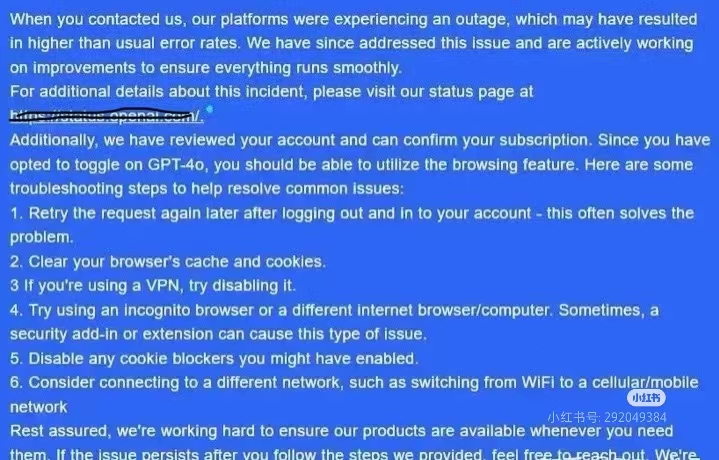 When you contacted us, our platforms were experiencing an outage, which may have resulted
in higher than usual error rates. We have since addressed this issue and are actively working
on improvements to ensure everything runs smoothly.
For additional details about this incident, please visit our status page at
https://status.openai.com/.
Additionally, we have reviewed your account and can confirm your subscription. Since you have
opted to toggle on GPT-4o, you should be able to utilize the browsing feature. Here are some
troubleshooting steps to help resolve common issues:
1. Retry the request again later after logging out and in to your account - this often solves the
problem.
2. Clear your browser's cache and cookies.
3 If you're using a VPN, try disabling it.
4. Try using an incognito browser or a different internet browser/computer. Sometimes, a
security add-in or extension can cause this type of issue.
5. Disable any cookie blockers you might have enabled.
6. Consider connecting to a different network, such as switching from WiFi to a cellular/mobile
network
小红书
小红书号: 292049384
Rest assured, we're working hard to ensure our products are available whenever you need
them. If the issue persists after you follow the steps we provided, feel free to reach out. We're